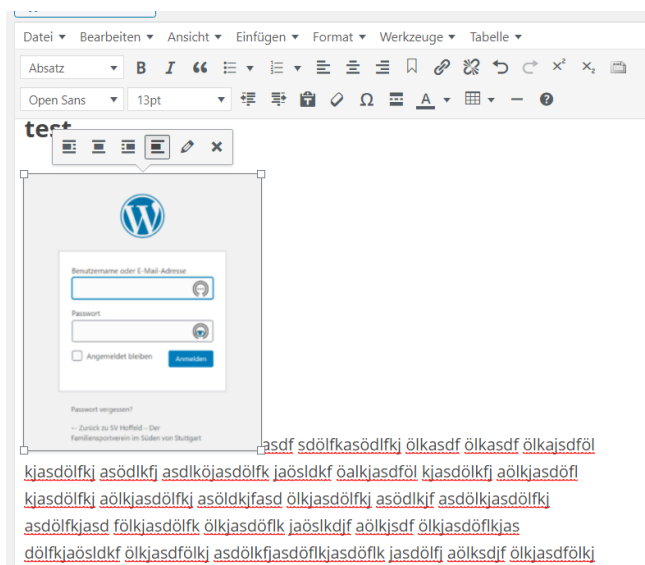 Datei Bearbeiten Ansicht Einfügen Format Werkzeuge Tabelle
Absatz B I x² x₂
Open Sans 13pt Ω A
test
Benutzername oder E-Mail-Adresse
Passwort
Angemeldet bleiben Anmelden
Passwort vergessen?
← Zurück zu SV Hoffeld – Der
Familiensportverein im Süden von Stuttgart
asdf sdölfkasödlfkj ölkasdf ölkasdf ölkajsdföl
kjasdölfkj asödlkfj asdlköjasdölfk jaösldkf öalkjasdföl kjasdölkfj aölkjasdöfl
kjasdölfkj aölkjasdölfkj asöldkjfasd ölkjasdölfkj asödlkjf asdölkjasdölfkj
asdölfkjasd fölkjasdölfk ölkjasdöflk jaöslkdjf aölkjsdf ölkjasdöflkjas
dölfkjaösldkf ölkjasdfölkj asdölkfjasdöflkjasdöflk jasdölfj aölksdjf ölkjasdfölkj